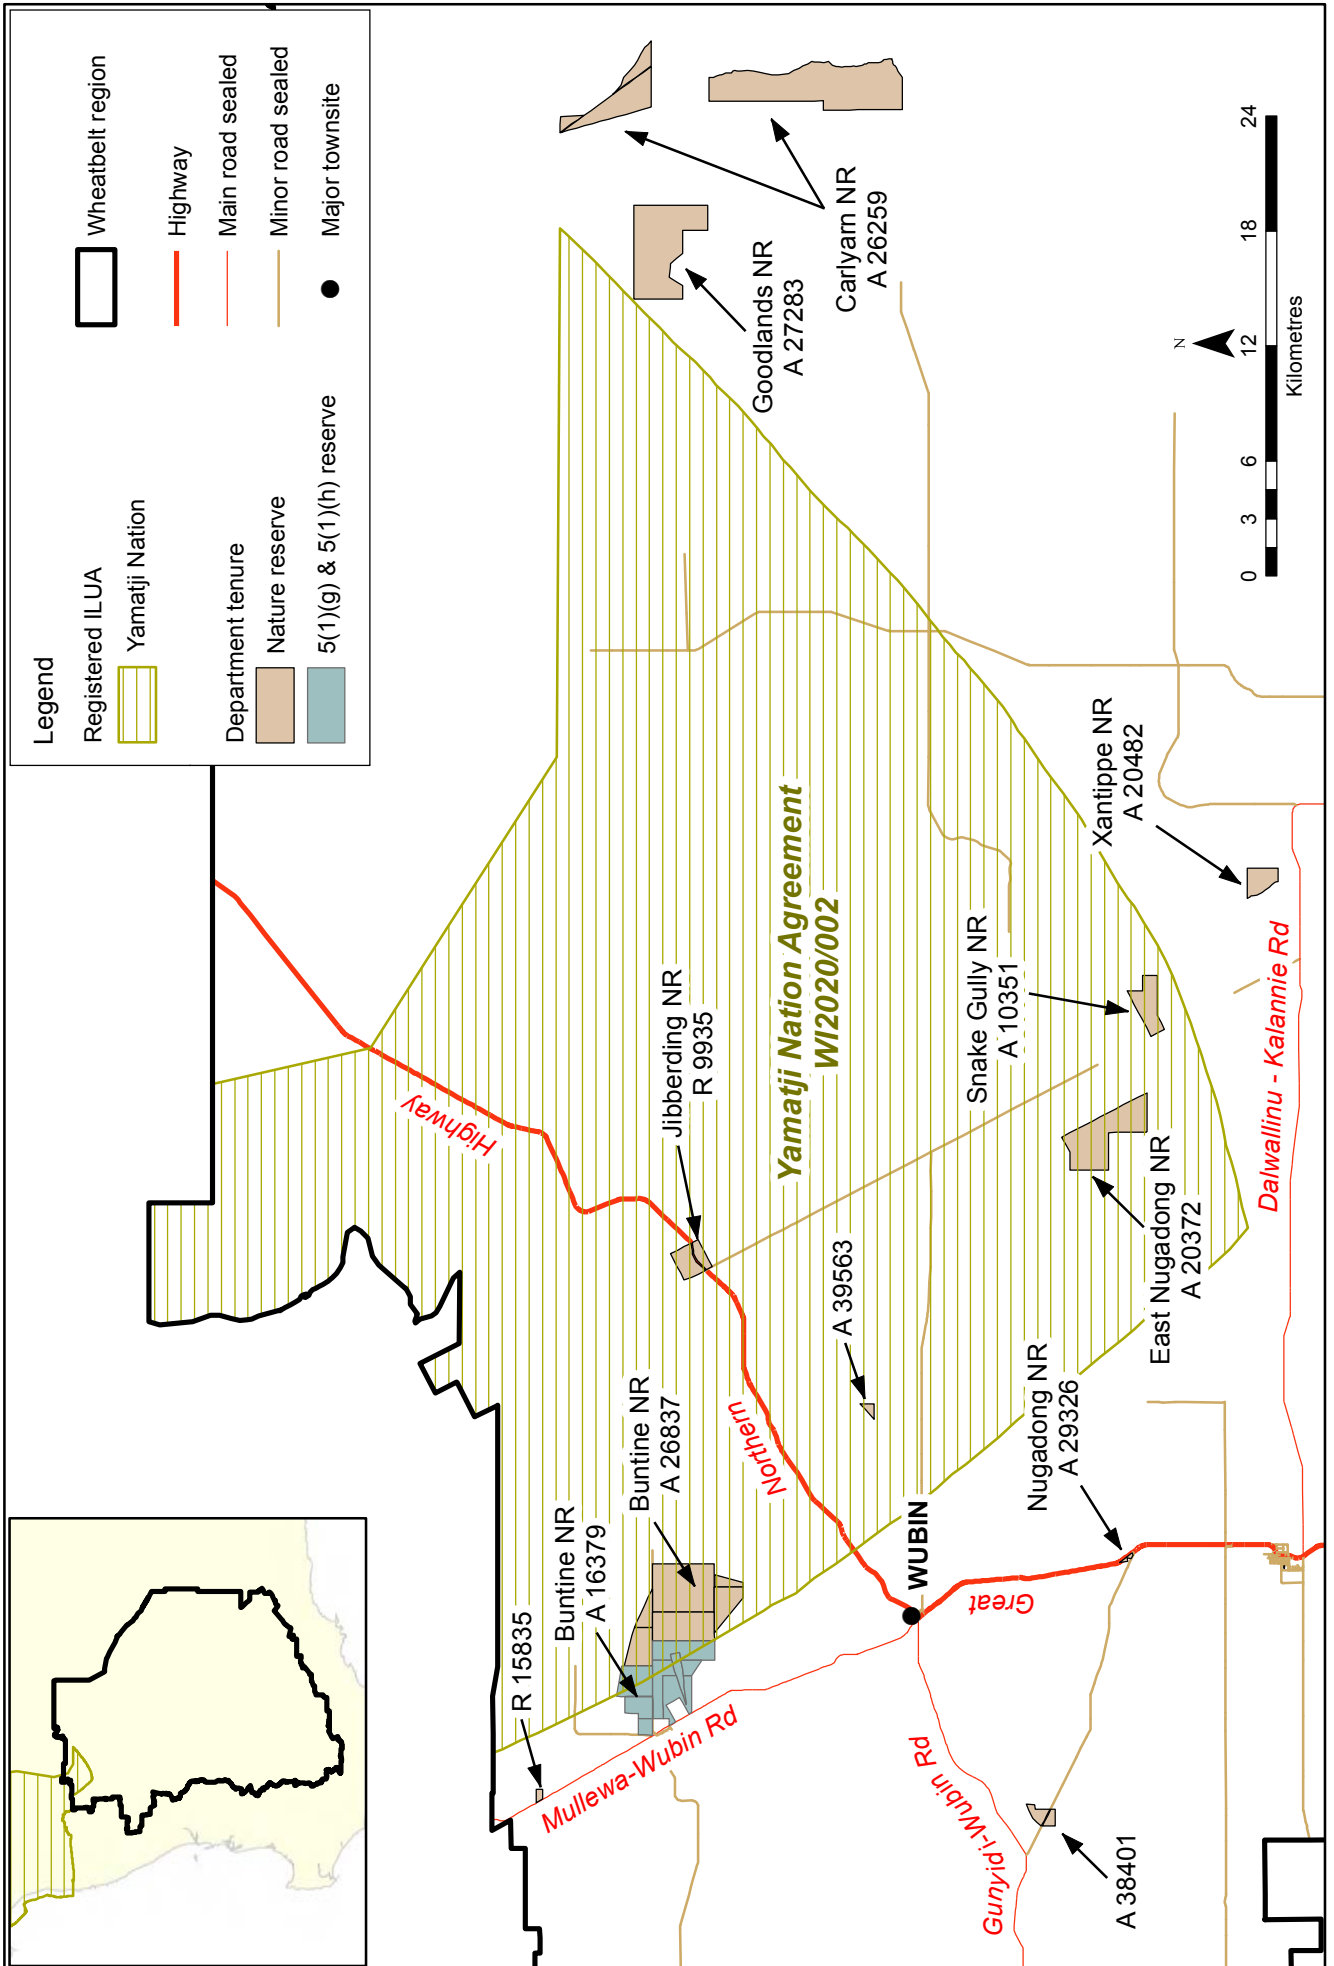 Legend
Registered ILUA
Yamatji Nation
Department tenure
Nature reserve
5(1)(g) & 5(1)(h) reserve
Wheatbelt region
Highway
Main road sealed
Minor road sealed
Major townsite
R 15835
Buntine NR
A 16379
Buntine NR
A 26837
Mullewa-Wubin Rd
Northern
Highway
Jibberding NR
R 9935
Yamatji Nation Agreement
WI2020/002
Goodlands NR
A 27283
Carlyarn NR
A 26259
A 39563
WUBIN
Great
Gunyidi-Wubin Rd
Snake Gully NR
A 10351
Xantippe NR
A 20482
Nugadong NR
A 29326
East Nugadong NR
A 20372
A 38401
Dalwallinu - Kalannie Rd
N
0 3 6 12 18 24
Kilometres